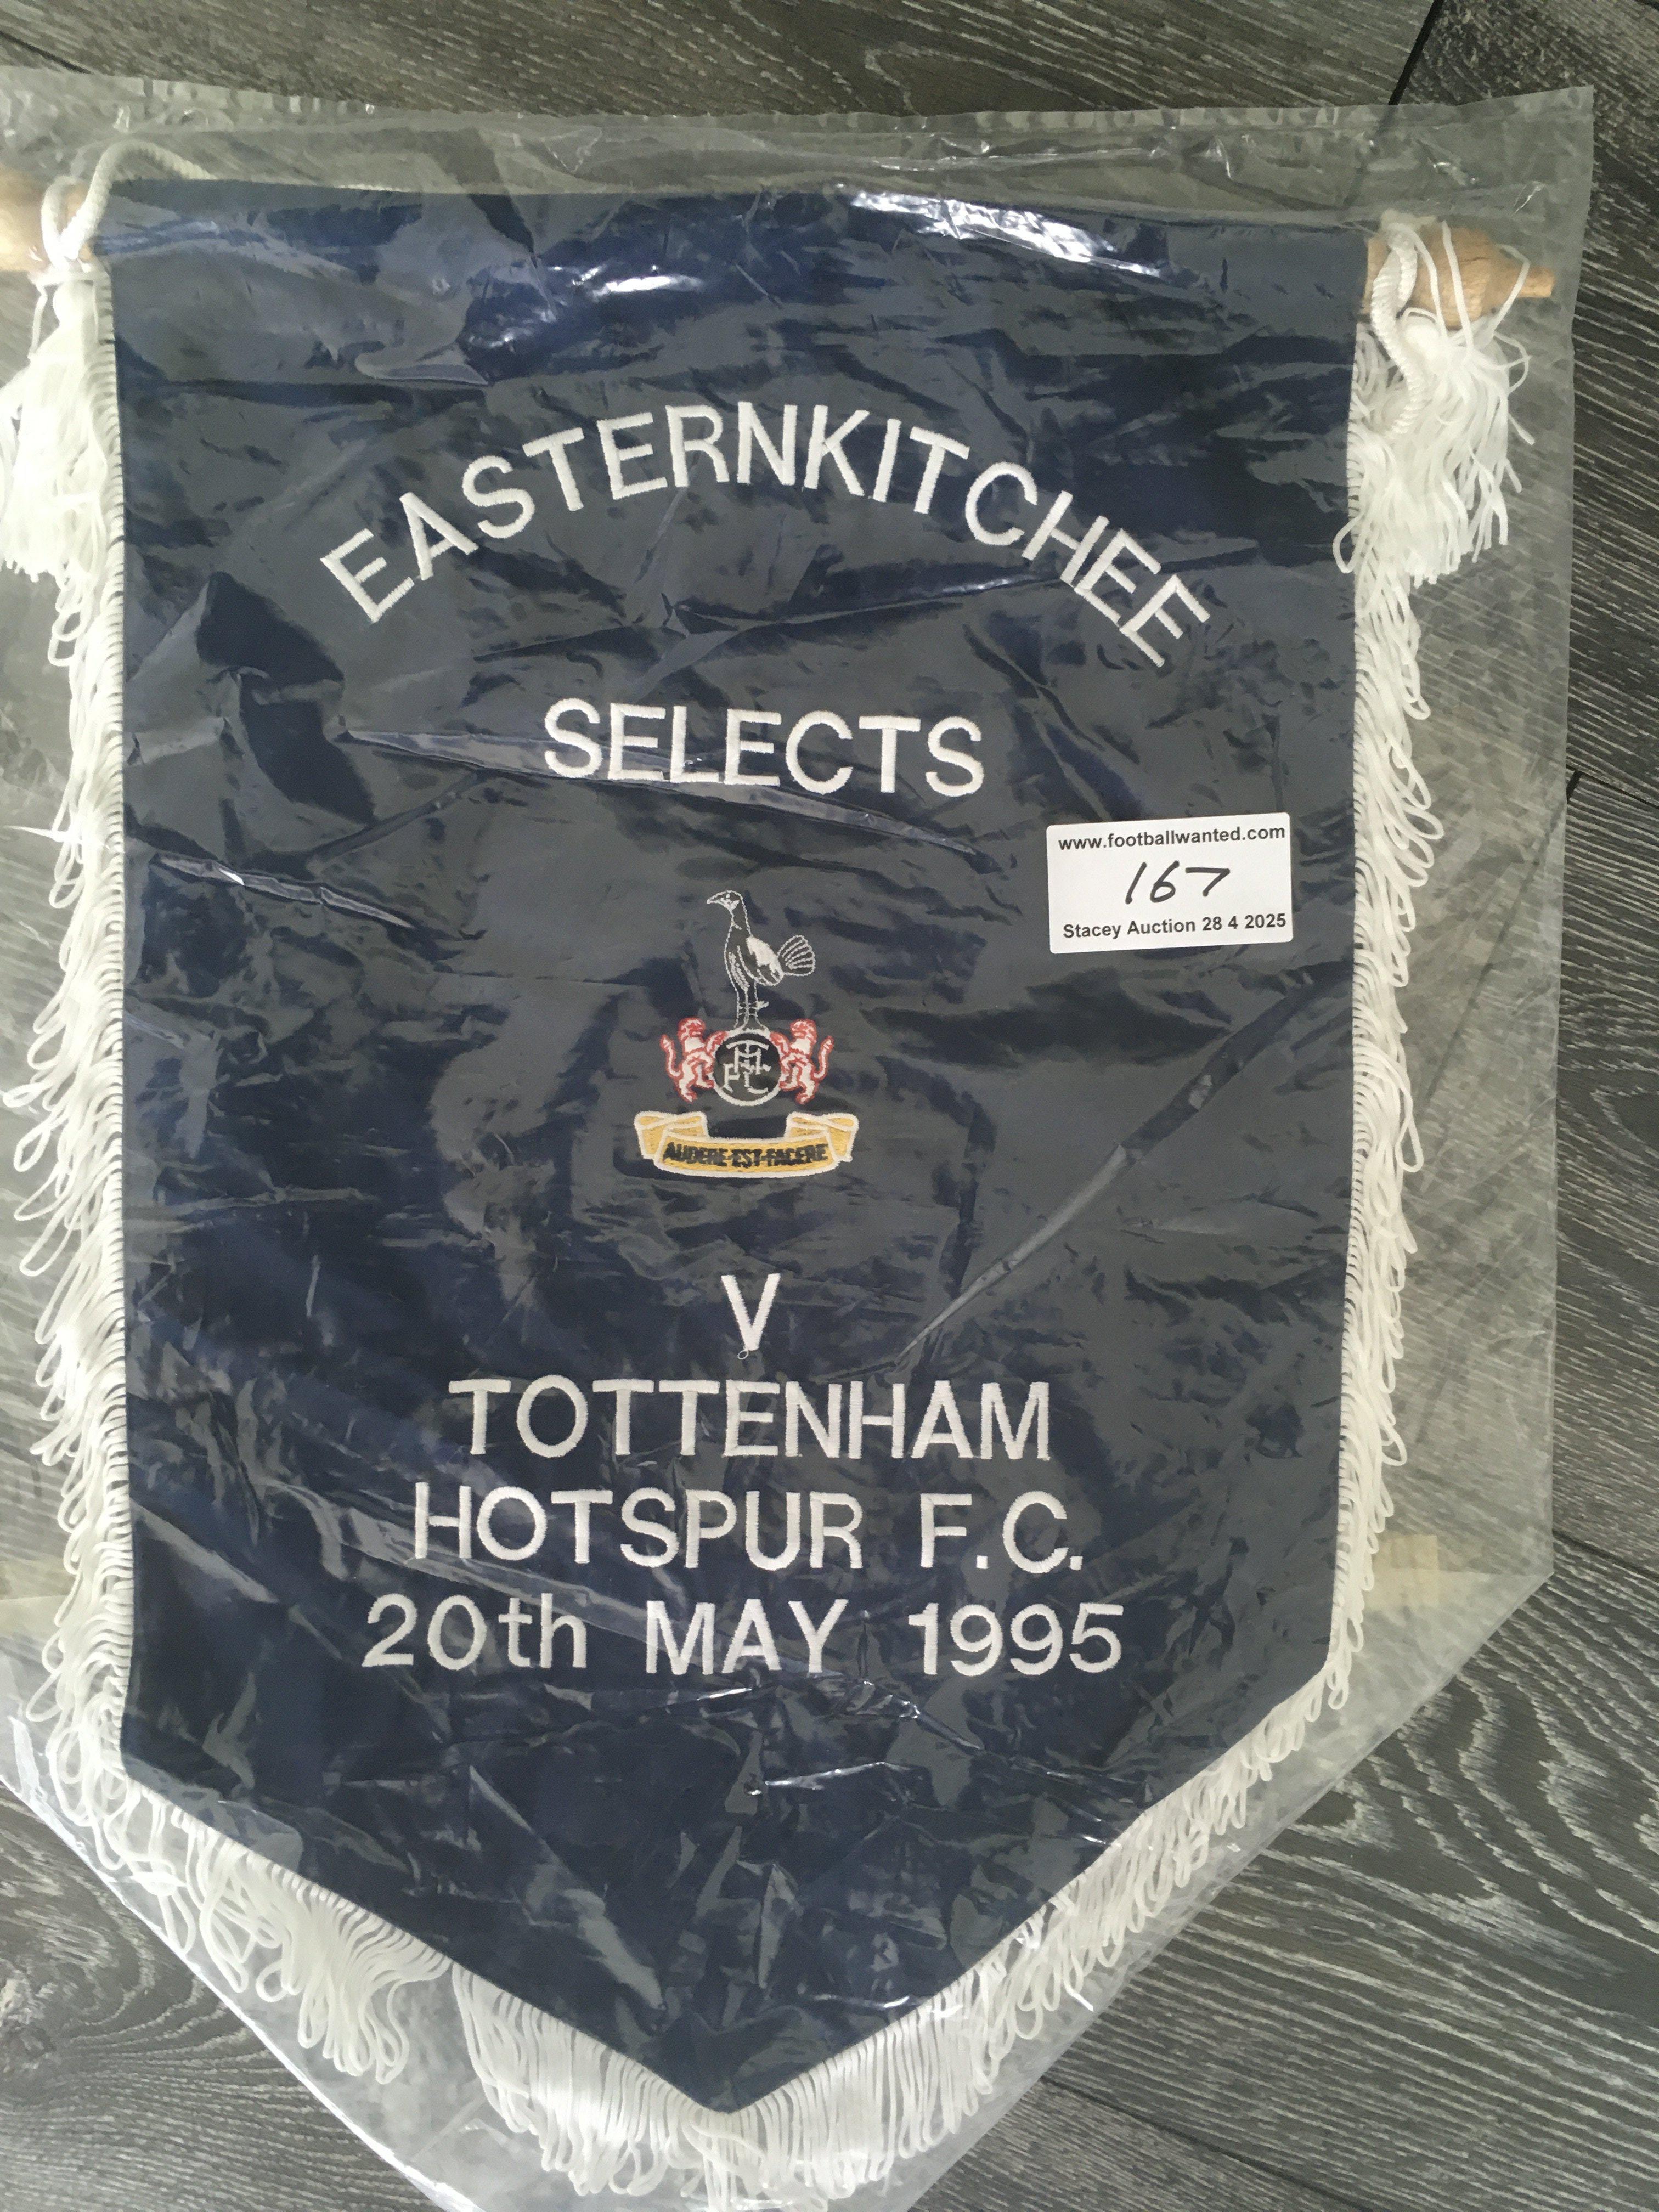 EASTERNKITCHEE
SELECTS
www.footballwanted.com
167
Stacey Auction 28 4 2025
THFC
AUDERE·EST·FACERE
V
TOTTENHAM
HOTSPUR F.C.
20th MAY 1995